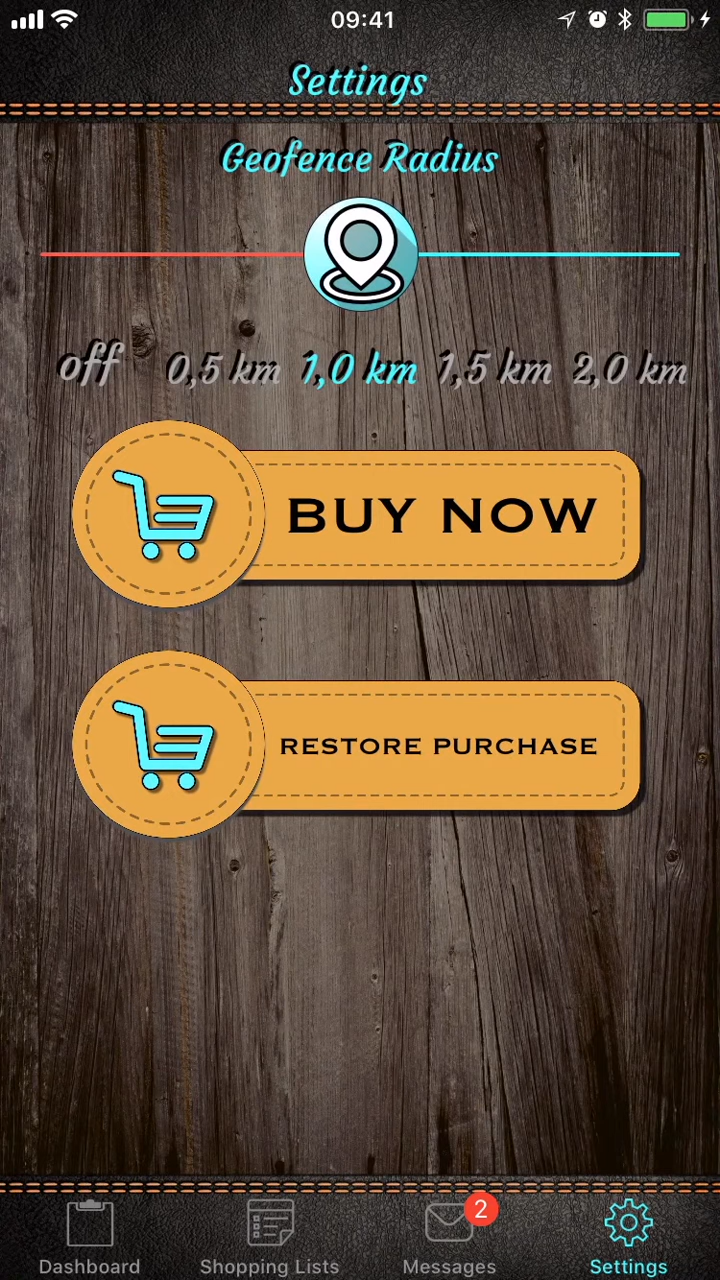 09:41
Settings
Geofence Radius
off 0,5 km 1,0 km 1,5 km 2,0 km
BUY NOW
RESTORE PURCHASE
2
Dashboard Shopping Lists Messages Settings